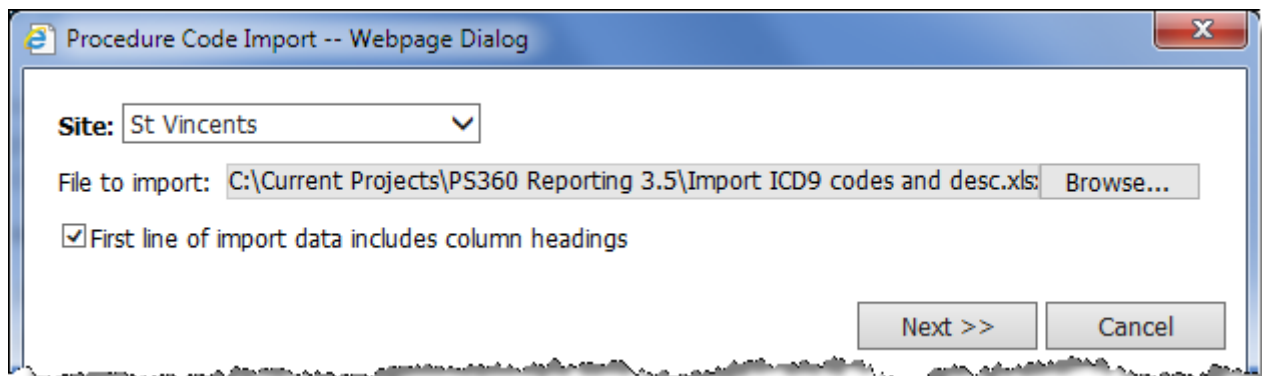 Procedure Code Import -- Webpage Dialog
Site: St Vincents
File to import: C:\Current Projects\PS360 Reporting 3.5\Import ICD9 codes and desc.xlsx Browse...
First line of import data includes column headings
Next >> Cancel